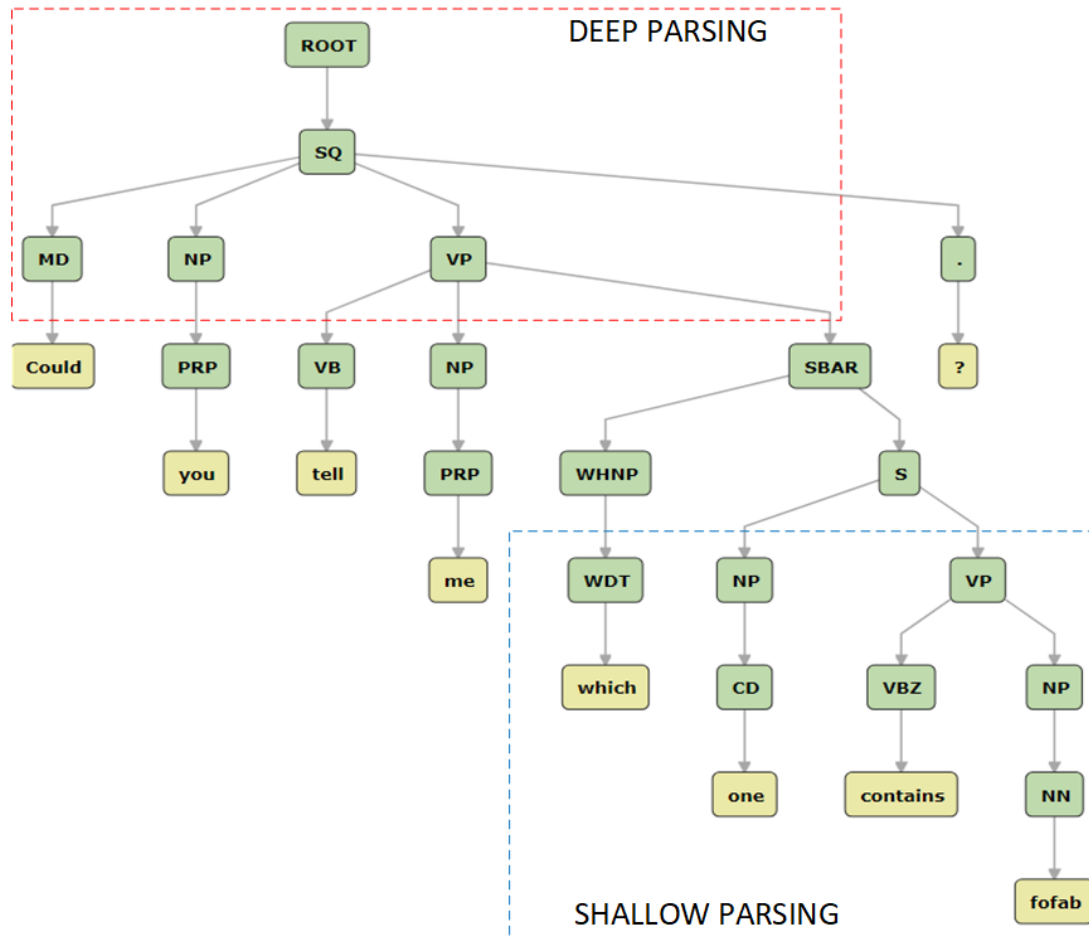 DEEP PARSING
ROOT
SQ
MD NP VP .
Could PRP VB NP SBAR ?
you tell PRP WHNP S
me WDT NP VP
which CD VBZ NP
one contains NN
fofab
SHALLOW PARSING